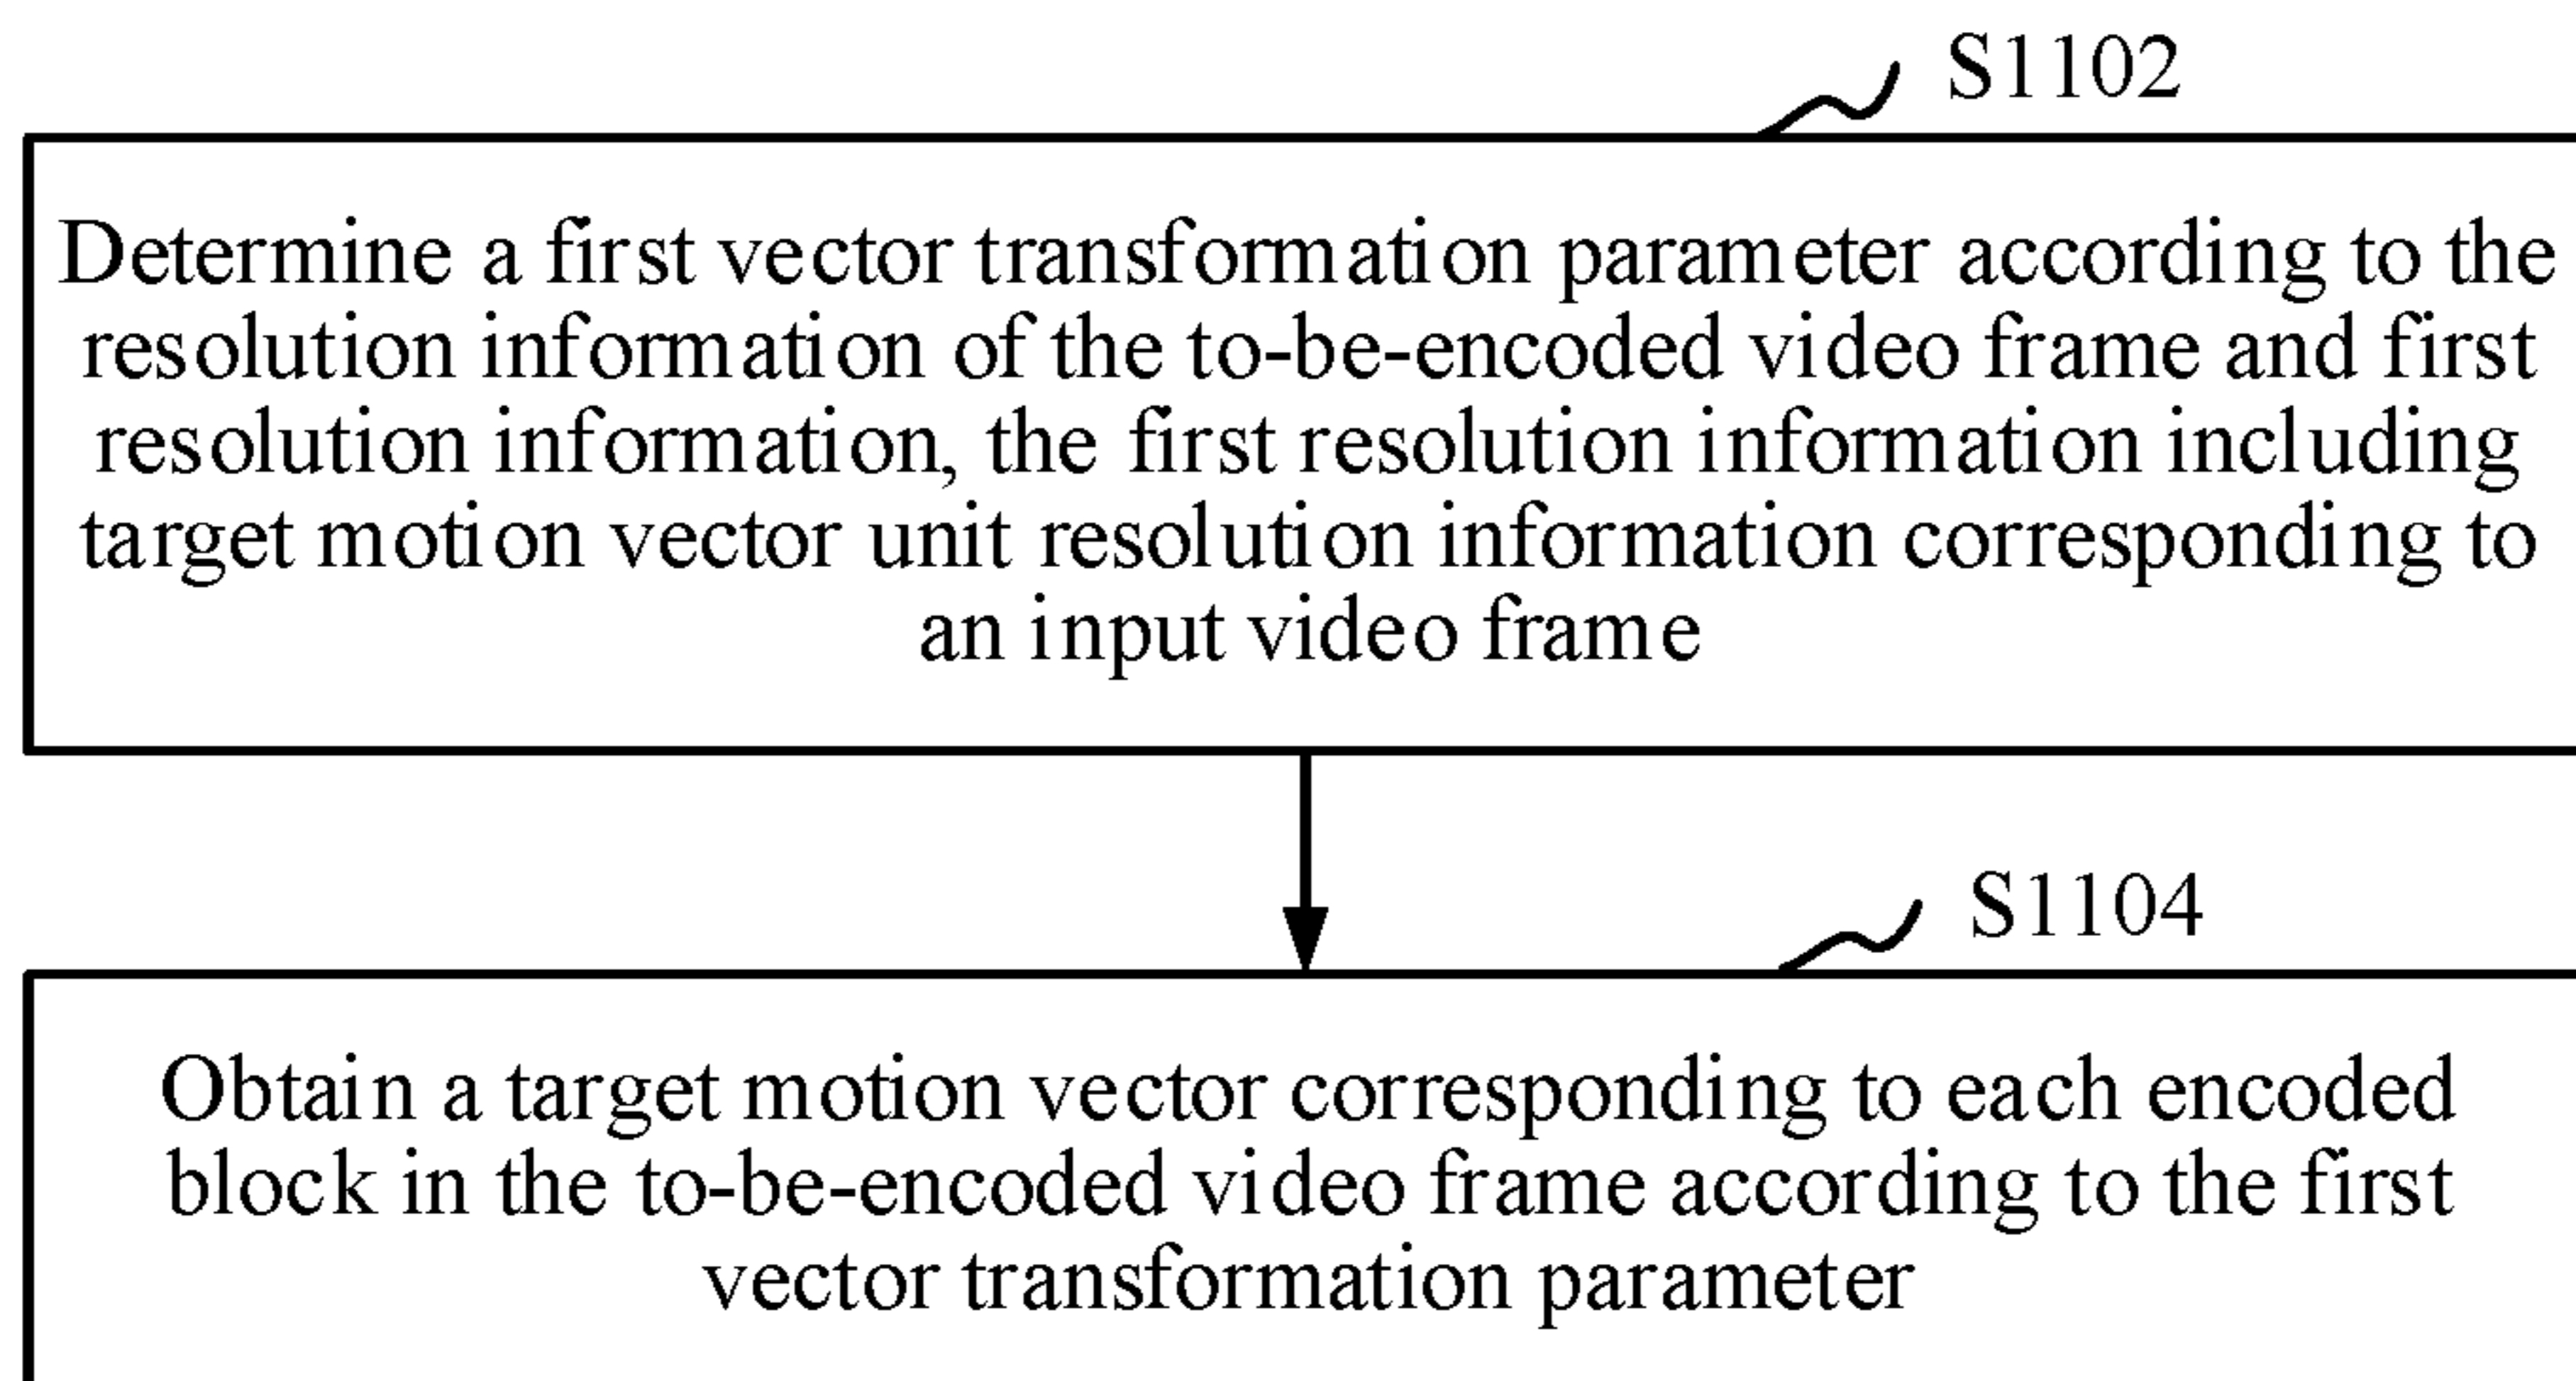 S1102
Determine a first vector transformation parameter according to the
resolution information of the to-be-encoded video frame and first
resolution information, the first resolution information including
target motion vector unit resolution information corresponding to
an input video frame
S1104
Obtain a target motion vector corresponding to each encoded
block in the to-be-encoded video frame according to the first
vector transformation parameter